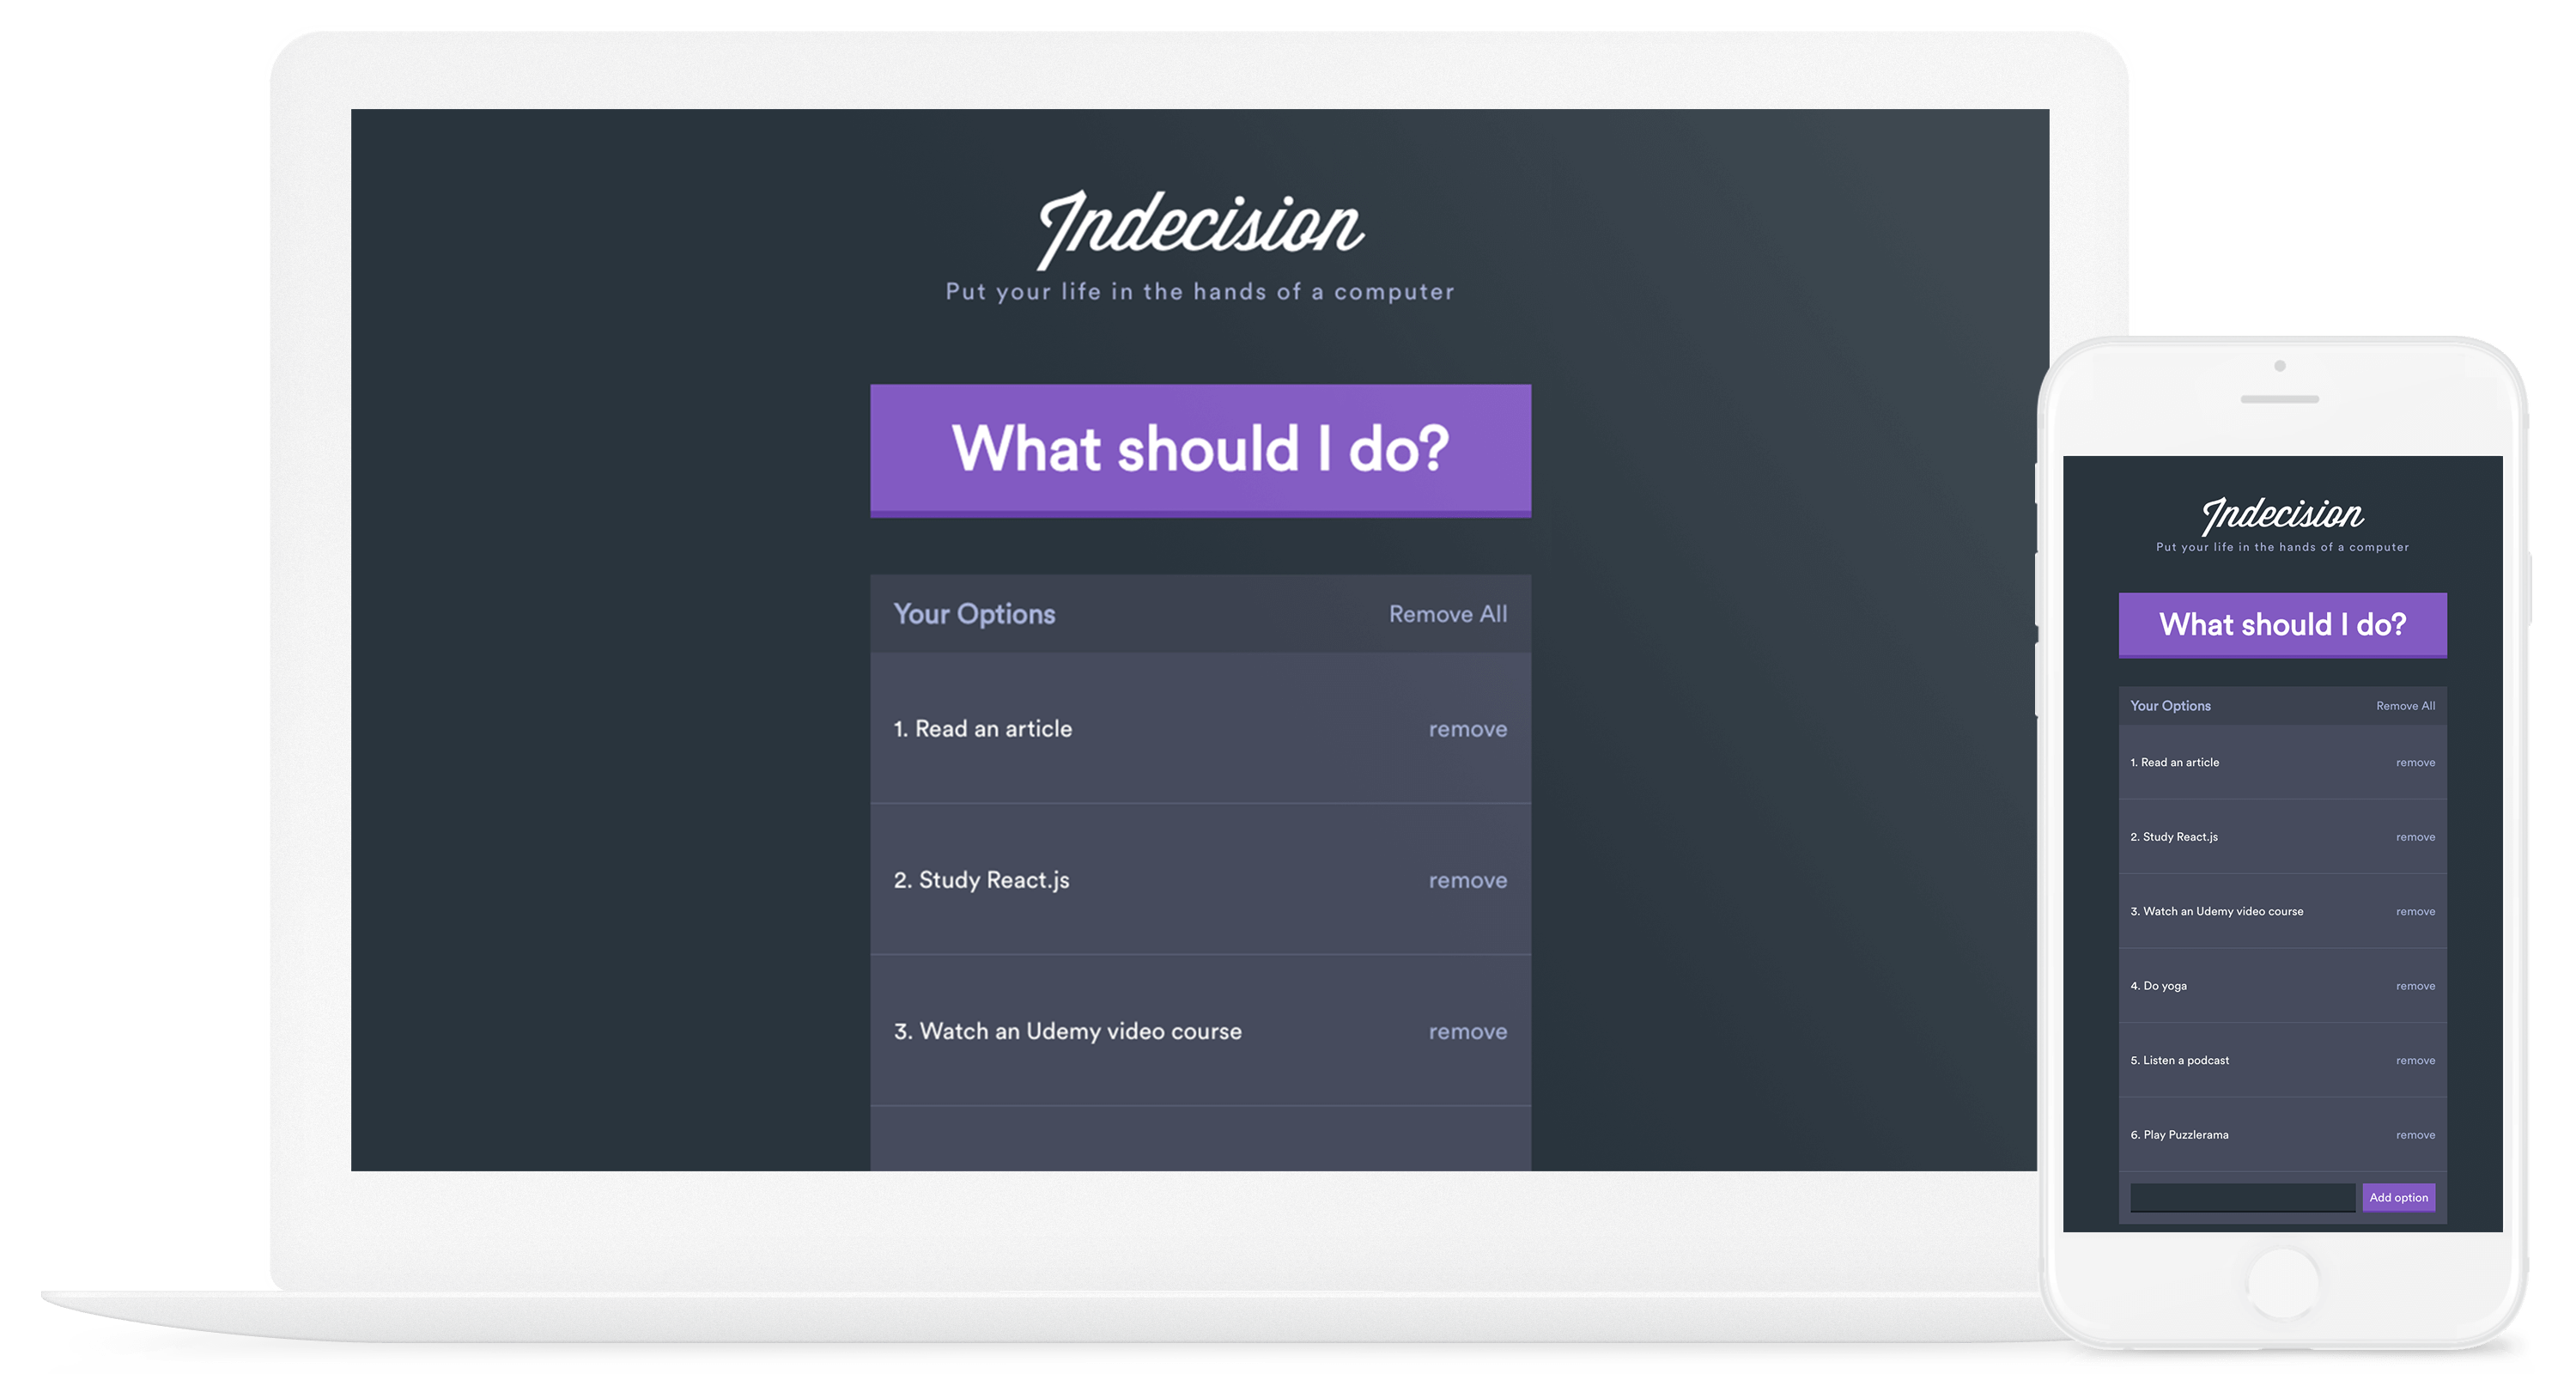 Indecision
Put your life in the hands of a computer
What should I do?
Your Options Remove All
1. Read an article remove
2. Study React.js remove
3. Watch an Udemy video course remove
Indecision
Put your life in the hands of a computer
What should I do?
Your Options Remove All
1. Read an article remove
2. Study React.js remove
3. Watch an Udemy video course remove
4. Do yoga remove
5. Listen a podcast remove
6. Play Puzzlerama remove
Add option